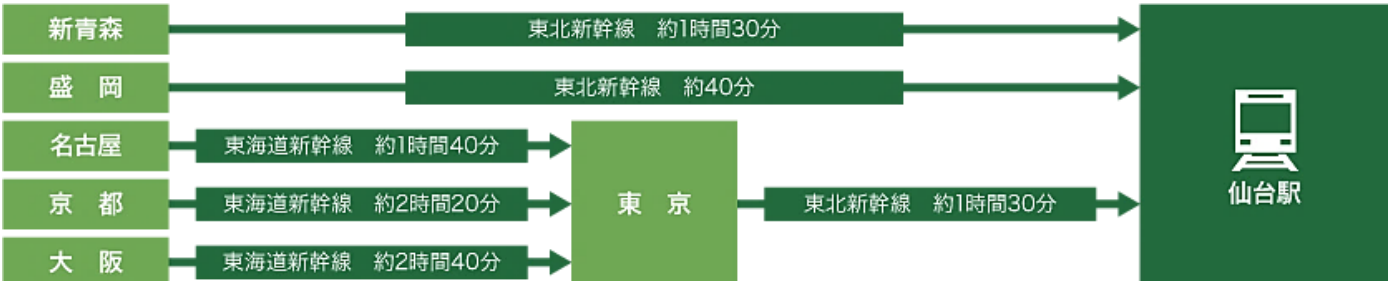 新青森
東北新幹線 約1時間30分
盛 岡
東北新幹線 約40分
名古屋
東海道新幹線 約1時間40分
京 都
東海道新幹線 約2時間20分
大 阪
東海道新幹線 約2時間40分
東 京
東北新幹線 約1時間30分
仙台駅